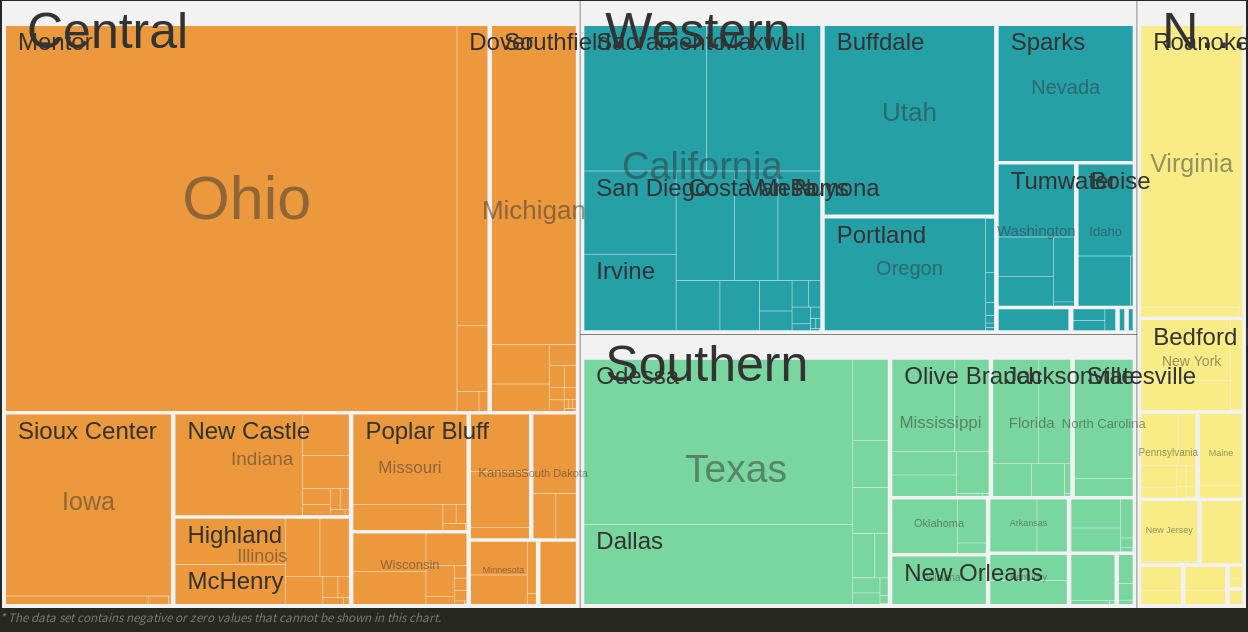 Central
Western
N...
Mentor
Dover
Southfield
Sacramento
Maxwell
Buffdale
Sparks
Roanoke
Nevada
Utah
California
Virginia
Ohio
Michigan
San Diego
Costa Mesa
Van Nuys
Pomona
Tumwater
Boise
Portland
Washington
Idaho
Oregon
Irvine
Southern
Bedford
New York
Odessa
Olive Branch
Jacksonville
Statesville
Mississippi
Florida
North Carolina
Sioux Center
New Castle
Poplar Bluff
Indiana
Missouri
Kansas
South Dakota
Texas
Pennsylvania
Maine
Iowa
Oklahoma
Arkansas
New Jersey
Highland
Illinois
Dallas
Wisconsin
Minnesota
New Orleans
McHenry
* The data set contains negative or zero values that cannot be shown in this chart.